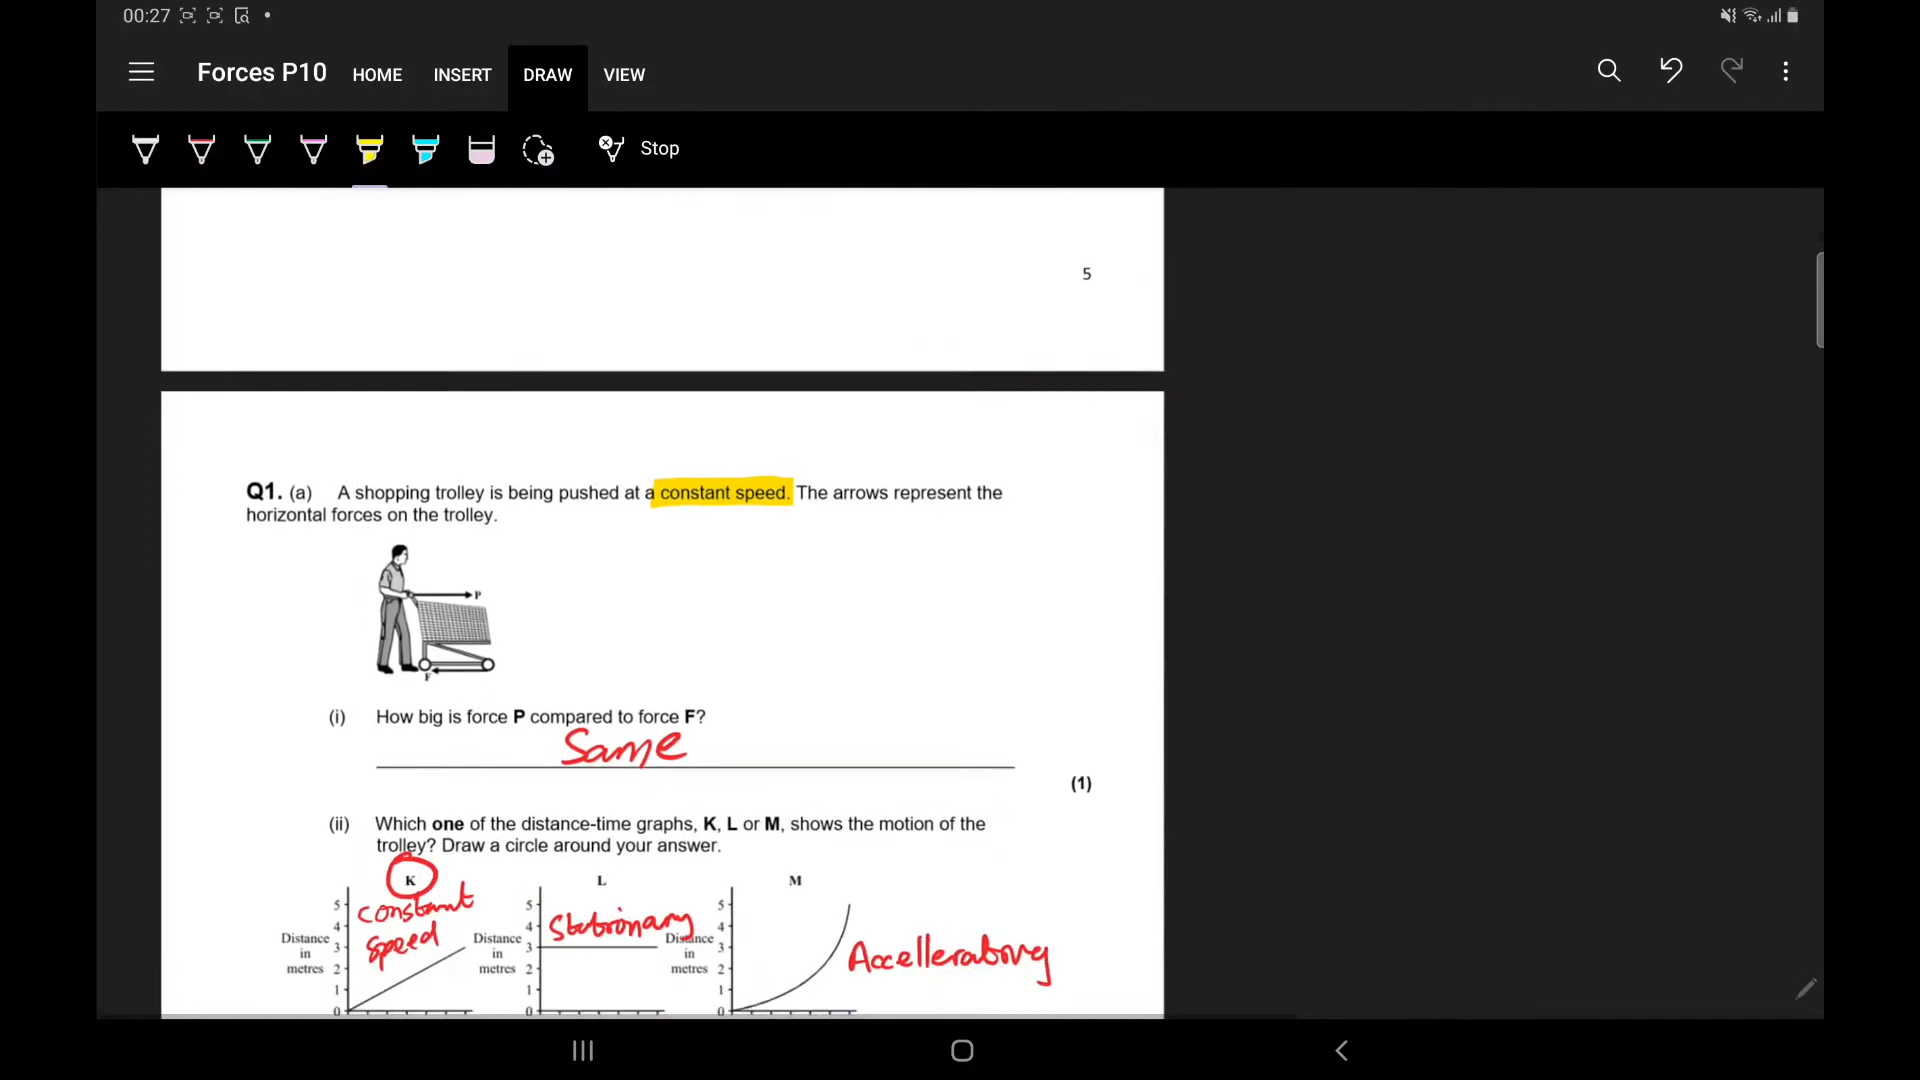 00:27
Forces P10 HOME INSERT DRAW VIEW
Stop
5
Q1. (a) A shopping trolley is being pushed at a constant speed. The arrows represent the
horizontal forces on the trolley.
P
F
(i) How big is force P compared to force F?
Same
(1)
(ii) Which one of the distance-time graphs, K, L or M, shows the motion of the
trolley? Draw a circle around your answer.
K
constant
speed
5
4
3
2
1
0
Distance
in
metres
L
Stationary
5
4
3
2
1
0
Distance
in
metres
M
Accellerating
5
4
3
2
1
0
Distance
in
metres